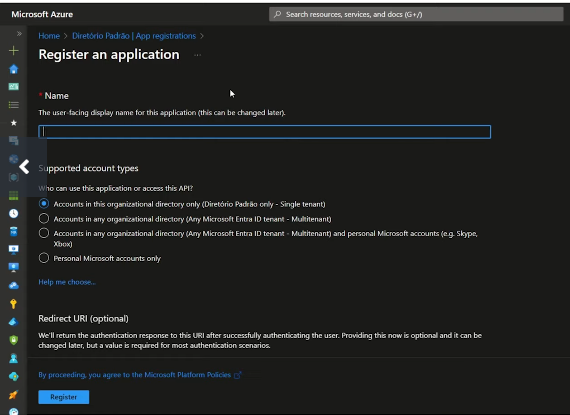 Microsoft Azure
Search resources, services, and docs (G+/)
Home > Diretório Padrão | App registrations >
Register an application ...
* Name
The user-facing display name for this application (this can be changed later).
Supported account types
Who can use this application or access this API?
Accounts in this organizational directory only (Diretório Padrão only - Single tenant)
Accounts in any organizational directory (Any Microsoft Entra ID tenant - Multitenant)
Accounts in any organizational directory (Any Microsoft Entra ID tenant - Multitenant) and personal Microsoft accounts (e.g. Skype,
Xbox)
Personal Microsoft accounts only
Help me choose...
Redirect URI (optional)
We'll return the authentication response to this URI after successfully authenticating the user. Providing this now is optional and it can be
changed later, but a value is required for most authentication scenarios.
By proceeding, you agree to the Microsoft Platform Policies
Register